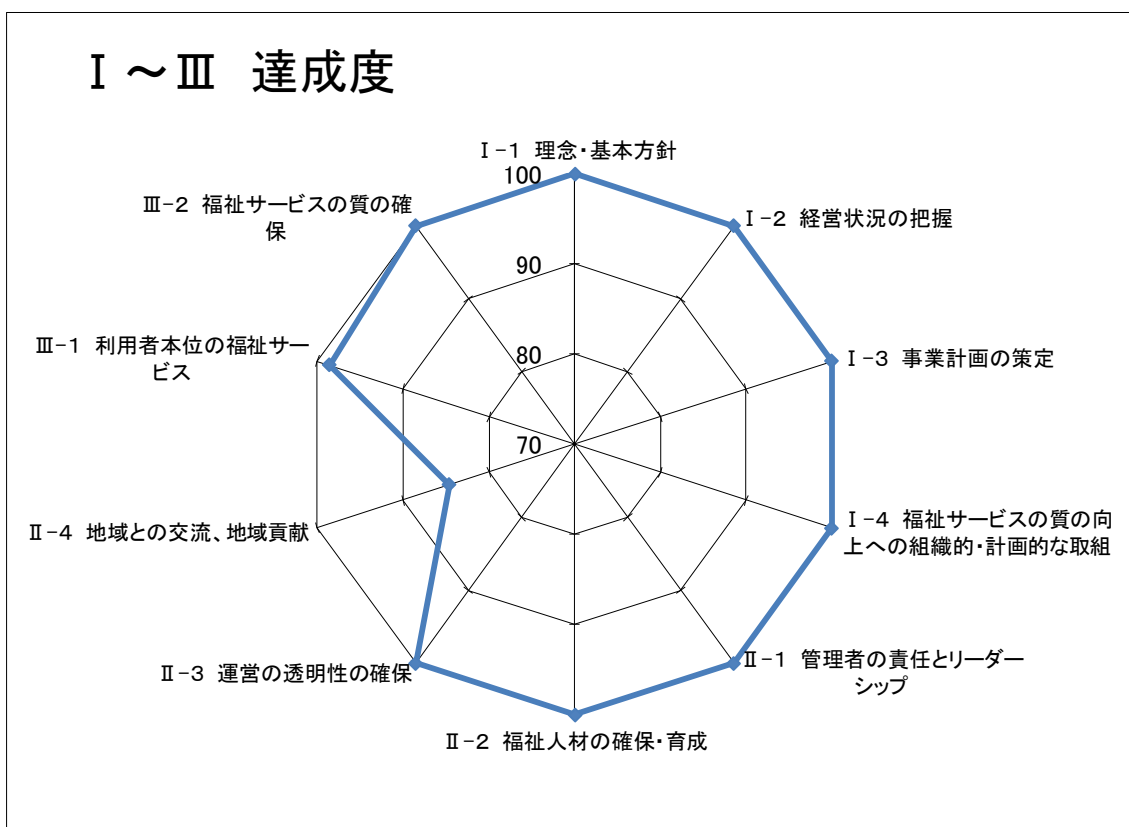 Ⅰ～Ⅲ 達成度
Ⅰ-1 理念・基本方針
100
90
80
70
Ⅰ-2 経営状況の把握
Ⅰ-3 事業計画の策定
Ⅰ-4 福祉サービスの質の向
上への組織的・計画的な取組
Ⅱ-1 管理者の責任とリーダー
シップ
Ⅱ-2 福祉人材の確保・育成
Ⅱ-3 運営の透明性の確保
Ⅱ-4 地域との交流、地域貢献
Ⅲ-1 利用者本位の福祉サー
ビス
Ⅲ-2 福祉サービスの質の確
保